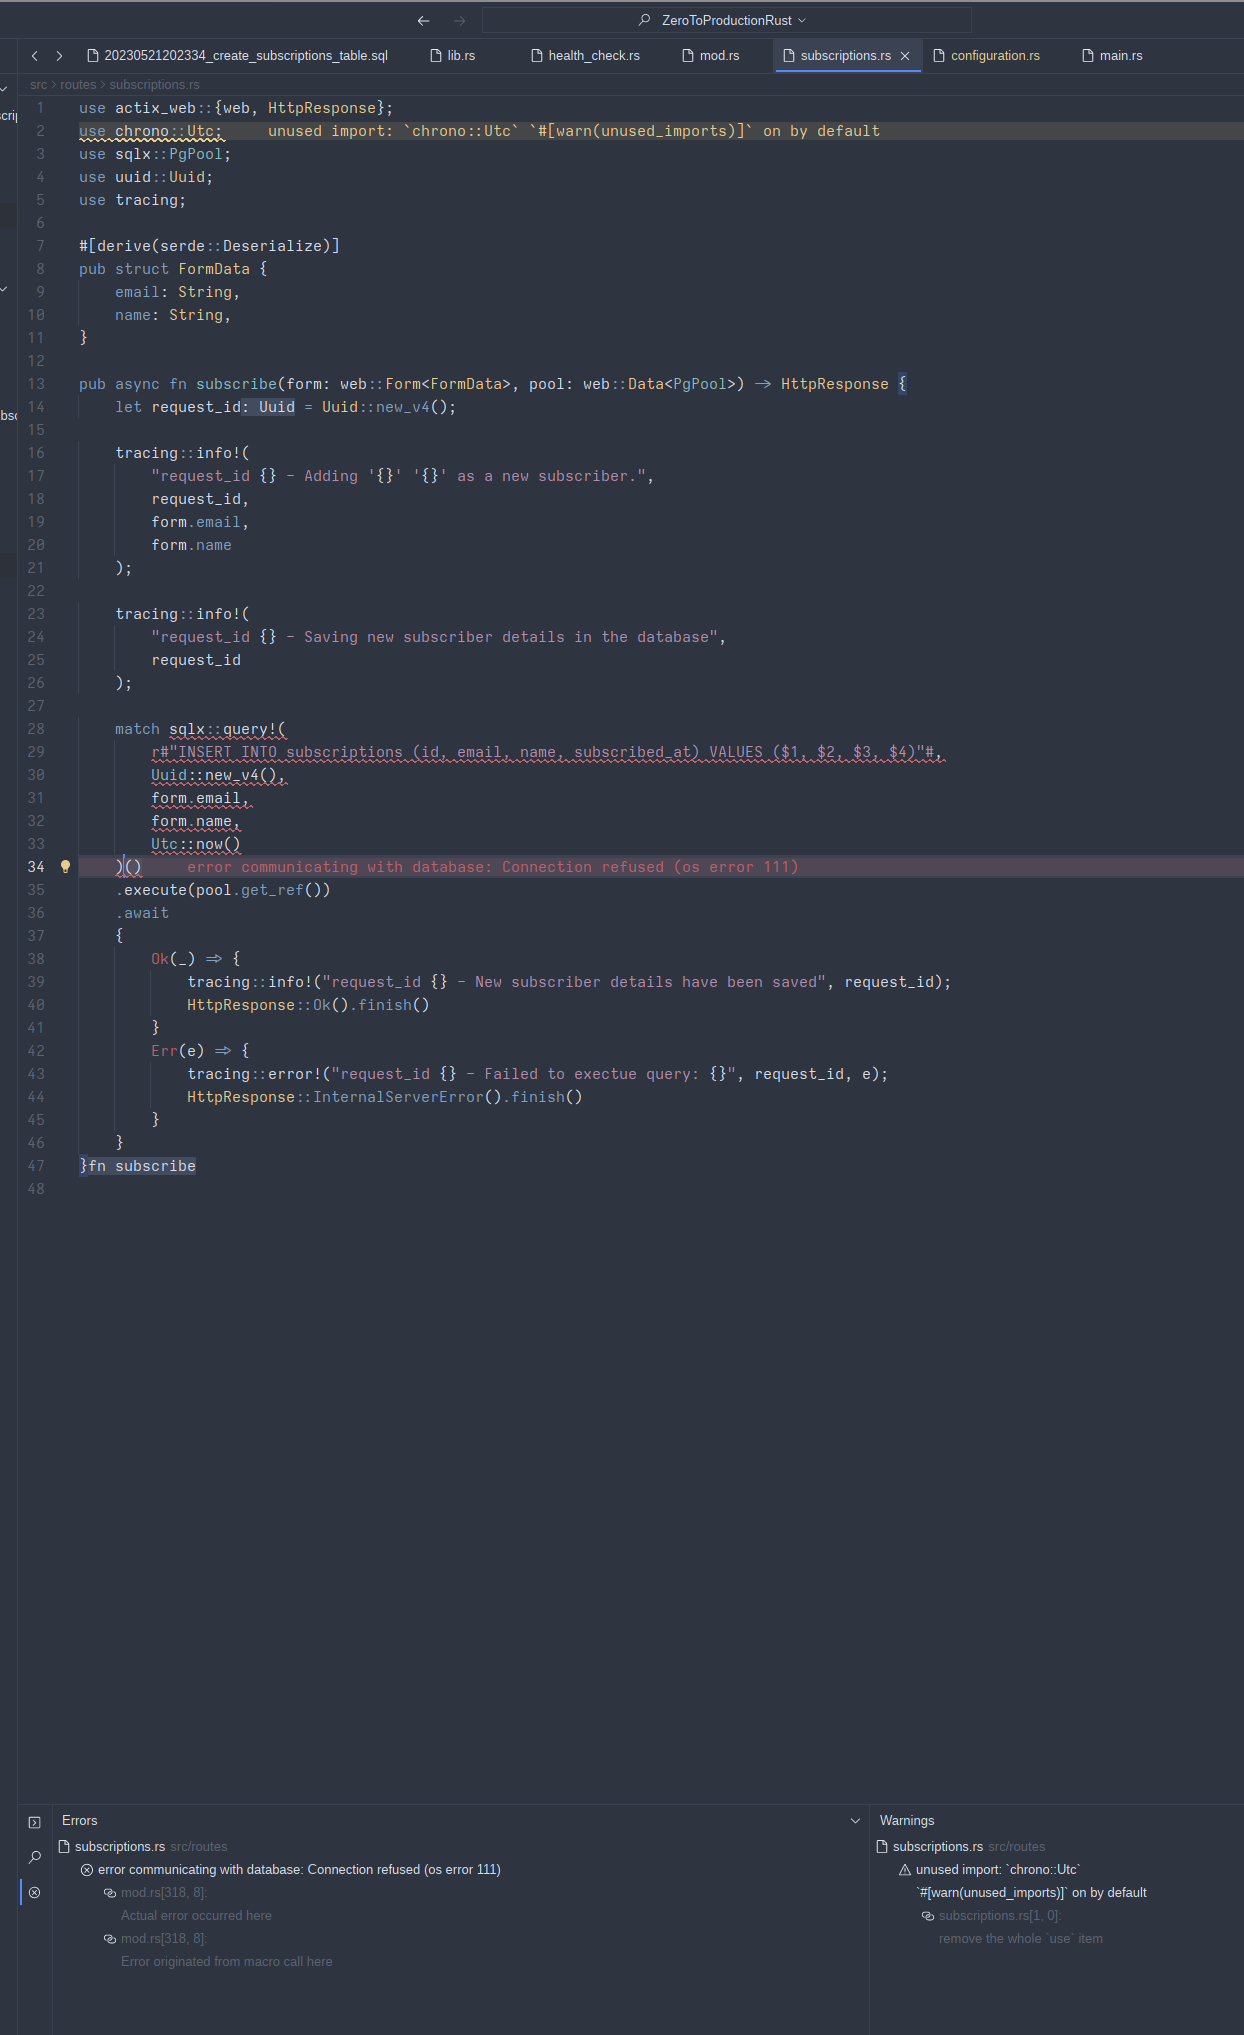 ZeroToProductionRust
20230521202334_create_subscriptions_table.sql lib.rs health_check.rs mod.rs subscriptions.rs configuration.rs main.rs
src > routes > subscriptions.rs
1 use actix_web::{web, HttpResponse};
2 use chrono::Utc; unused import: `chrono::Utc` `#[warn(unused_imports)]` on by default
3 use sqlx::PgPool;
4 use uuid::Uuid;
5 use tracing;
6
7 #[derive(serde::Deserialize)]
8 pub struct FormData {
9 email: String,
10 name: String,
11 }
12
13 pub async fn subscribe(form: web::Form<FormData>, pool: web::Data<PgPool>) -> HttpResponse {
14 let request_id: Uuid = Uuid::new_v4();
15
16 tracing::info!(
17 "request_id {} - Adding '{}' '{}' as a new subscriber.",
18 request_id,
19 form.email,
20 form.name
21 );
22
23 tracing::info!(
24 "request_id {} - Saving new subscriber details in the database",
25 request_id
26 );
27
28 match sqlx::query!(
29 r#"INSERT INTO subscriptions (id, email, name, subscribed_at) VALUES ($1, $2, $3, $4)"#,
30 Uuid::new_v4(),
31 form.email,
32 form.name,
33 Utc::now()
34 )() error communicating with database: Connection refused (os error 111)
35 .execute(pool.get_ref())
36 .await
37 {
38 Ok(_) => {
39 tracing::info!("request_id {} - New subscriber details have been saved", request_id);
40 HttpResponse::Ok().finish()
41 }
42 Err(e) => {
43 tracing::error!("request_id {} - Failed to exectue query: {}", request_id, e);
44 HttpResponse::InternalServerError().finish()
45 }
46 }
47 }fn subscribe
48
Errors
subscriptions.rs src/routes
error communicating with database: Connection refused (os error 111)
mod.rs[318, 8]:
Actual error occurred here
mod.rs[318, 8]:
Error originated from macro call here
Warnings
subscriptions.rs src/routes
unused import: `chrono::Utc`
`#[warn(unused_imports)]` on by default
subscriptions.rs[1, 0]:
remove the whole `use` item